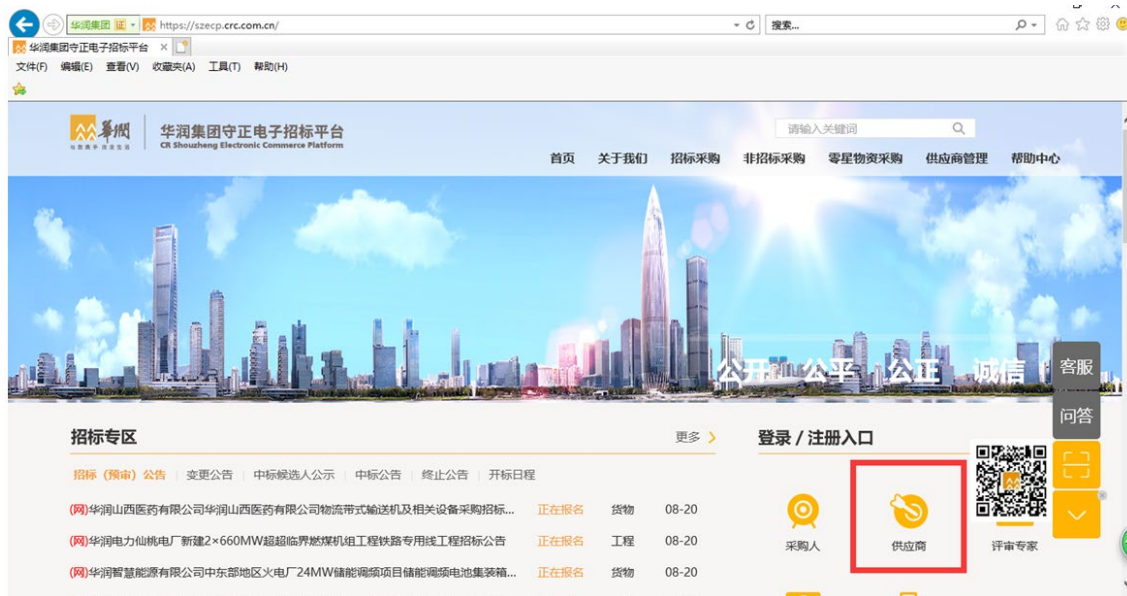 华润集团 证
https://szecp.crc.com.cn/
搜索...
华润集团守正电子招标平台
文件(F) 编辑(E) 查看(V) 收藏夹(A) 工具(T) 帮助(H)
華潤
华润集团守正电子招标平台
CR Shouzheng Electronic Commerce Platform
请输入关键词
首页 关于我们 招标采购 非招标采购 零星物资采购 供应商管理 帮助中心
公开 公平 公正 诚信
客服
问答
招标专区 更多
登录 / 注册入口
招标（预审）公告 变更公告 中标候选人公示 中标公告 终止公告 开标日程
(网)华润山西医药有限公司华润山西医药有限公司物流带式输送机及相关设备采购招标... 正在报名 货物 08-20
(网)华润电力仙桃电厂新建2×660MW超超临界燃煤机组工程铁路专用线工程招标公告 正在报名 工程 08-20
(网)华润智慧能源有限公司中东部地区火电厂24MW储能调频项目储能调频电池集装箱... 正在报名 货物 08-20
采购人 供应商 评审专家